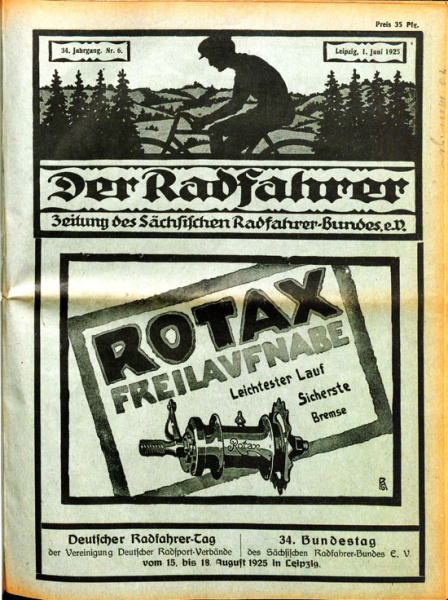 Preis 35 Pfg.
34. Jahrgang. Nr. 6.
Leipzig, 1. Juni 1925
Der Radfahrer
Zeitung des Sächsischen Radfahrer-Bundes, e.V.
ROTAX
FREILAUFNABE
Leichtester Lauf
Sicherste
Bremse
Rotax
Deutscher Radfahrer-Tag
der Vereinigung Deutscher Radsport-Verbände
34. Bundestag
des Sächsischen Radfahrer-Bundes E. V.
vom 15. bis 18. August 1925 in Leipzig.